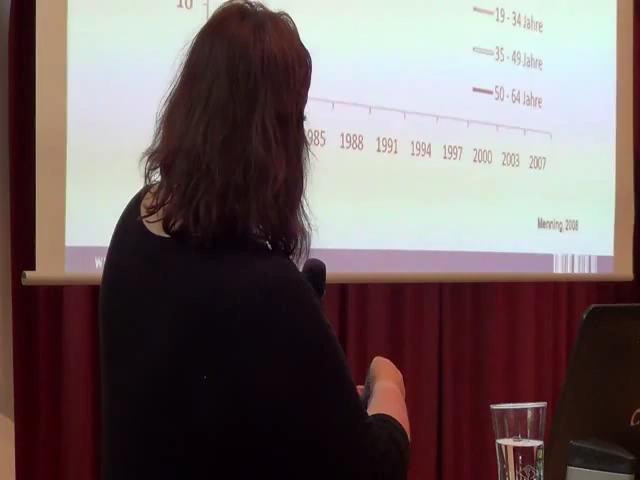 10
19 - 34 Jahre
35 - 49 Jahre
50 - 64 Jahre
985 1988 1991 1994 1997 2000 2003 2007
Menning, 2008